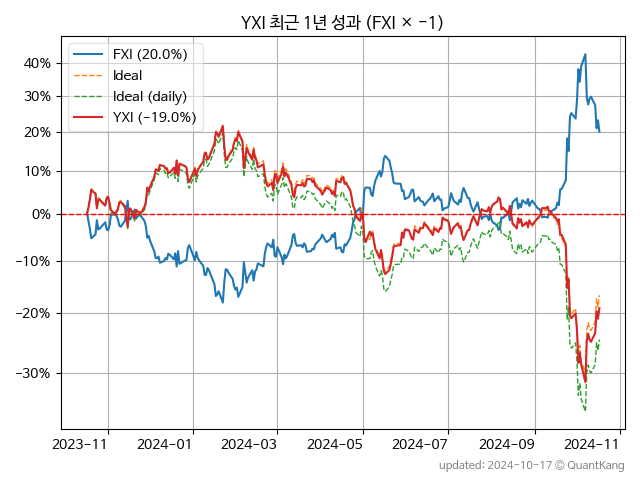 YXI 최근 1년 성과 (FXI × -1)
FXI (20.0%)
Ideal
Ideal (daily)
YXI (−19.0%)
40%
30%
20%
10%
0%
−10%
−20%
−30%
2023-11
2024-01
2024-03
2024-05
2024-07
2024-09
2024-11
updated: 2024-10-17 © QuantKang